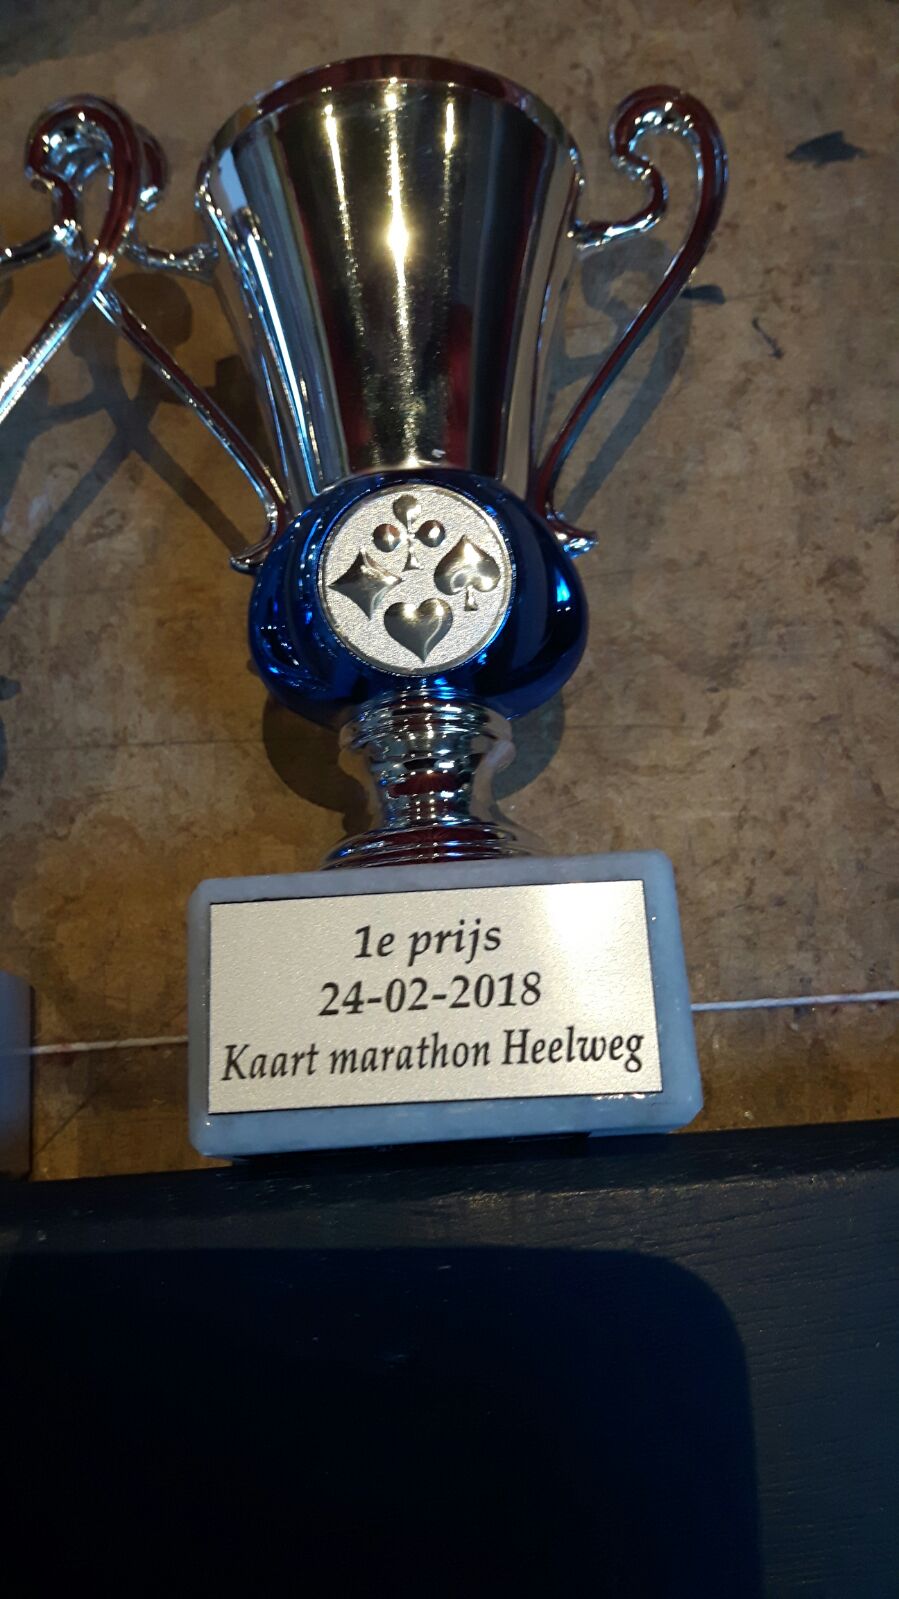 1e prijs
24-02-2018
Kaart marathon Heelweg